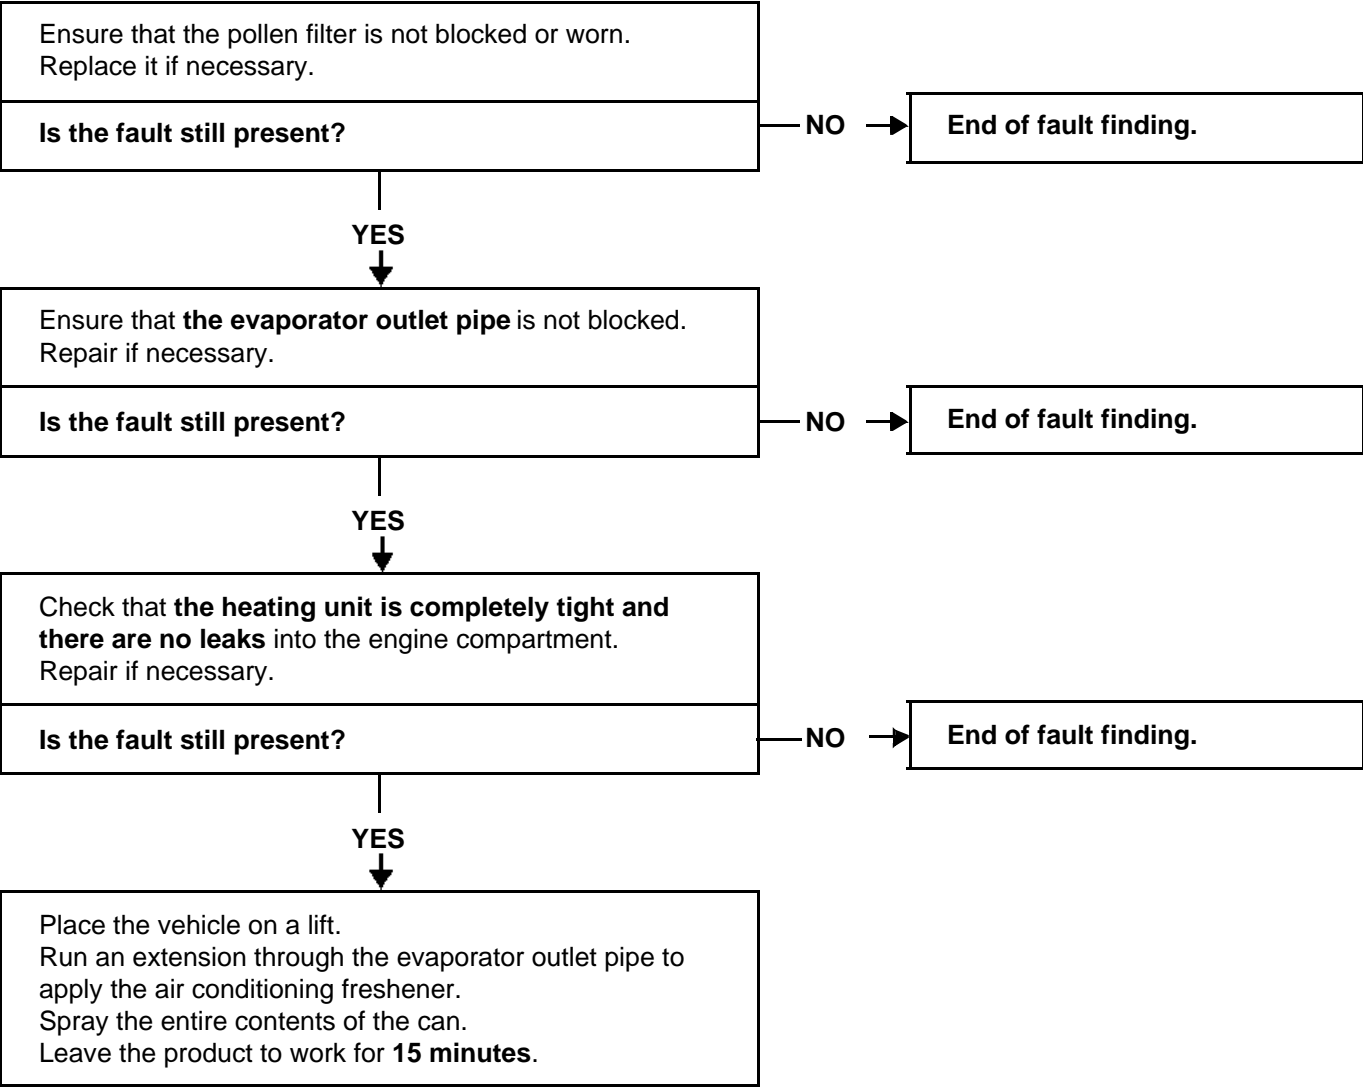 Ensure that the pollen filter is not blocked or worn.
Replace it if necessary.
Is the fault still present?
NO
End of fault finding.
YES
Ensure that the evaporator outlet pipe is not blocked.
Repair if necessary.
Is the fault still present?
NO
End of fault finding.
YES
Check that the heating unit is completely tight and
there are no leaks into the engine compartment.
Repair if necessary.
Is the fault still present?
NO
End of fault finding.
YES
Place the vehicle on a lift.
Run an extension through the evaporator outlet pipe to
apply the air conditioning freshener.
Spray the entire contents of the can.
Leave the product to work for 15 minutes.